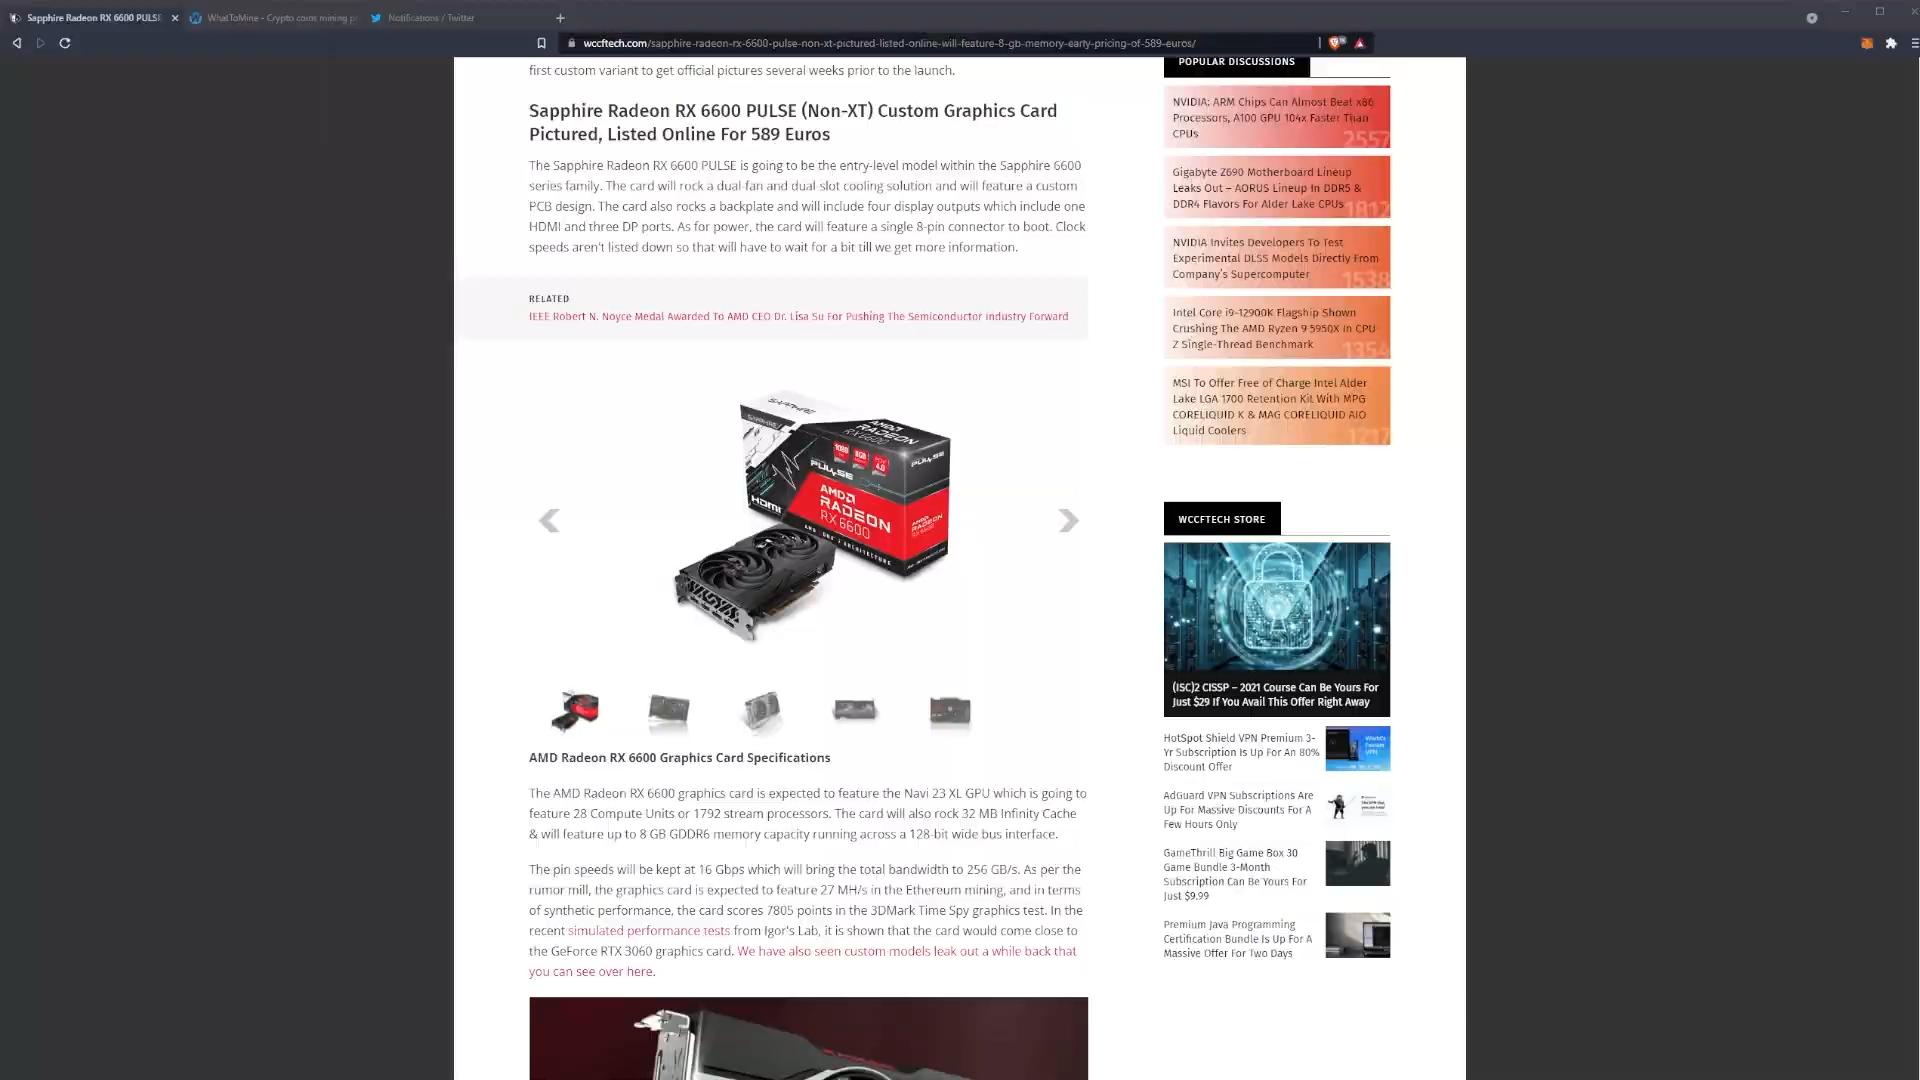 Sapphire Radeon RX 6600 PULSE
WhatToMine - Crypto coins mining pr
Notifications / Twitter
wccftech.com/sapphire-radeon-rx-6600-pulse-non-xt-pictured-listed-online-will-feature-8-gb-memory-early-pricing-of-589-euros/
first custom variant to get official pictures several weeks prior to the launch.
Sapphire Radeon RX 6600 PULSE (Non-XT) Custom Graphics Card
Pictured, Listed Online For 589 Euros
The Sapphire Radeon RX 6600 PULSE is going to be the entry-level model within the Sapphire 6600
series family. The card will rock a dual-fan and dual-slot cooling solution and will feature a custom
PCB design. The card also rocks a backplate and will include four display outputs which include one
HDMI and three DP ports. As for power, the card will feature a single 8-pin connector to boot. Clock
speeds aren't listed down so that will have to wait for a bit till we get more information.
RELATED
IEEE Robert N. Noyce Medal Awarded To AMD CEO Dr. Lisa Su For Pushing The Semiconductor Industry Forward
SAPPHIRE
SAPPHIRE
AMD
RADEON
RX 6600
1080
8GB
4.0
PULSE
PULSE
HDMI
AMD
RADEON
RX 6600
AMD
RADEON
RX 6600
AMD RDNA 2 ARCHITECTURE
AMD Radeon RX 6600 Graphics Card Specifications
The AMD Radeon RX 6600 graphics card is expected to feature the Navi 23 XL GPU which is going to
feature 28 Compute Units or 1792 stream processors. The card will also rock 32 MB Infinity Cache
& will feature up to 8 GB GDDR6 memory capacity running across a 128-bit wide bus interface.
The pin speeds will be kept at 16 Gbps which will bring the total bandwidth to 256 GB/s. As per the
rumor mill, the graphics card is expected to feature 27 MH/s in the Ethereum mining, and in terms
of synthetic performance, the card scores 7805 points in the 3DMark Time Spy graphics test. In the
recent simulated performance tests from Igor's Lab, it is shown that the card would come close to
the GeForce RTX 3060 graphics card. We have also seen custom models leak out a while back that
you can see over here.
POPULAR DISCUSSIONS
NVIDIA: ARM Chips Can Almost Beat x86
Processors, A100 GPU 104x Faster Than
CPUs
2557
Gigabyte Z690 Motherboard Lineup
Leaks Out – AORUS Lineup In DDR5 &
DDR4 Flavors For Alder Lake CPUs
1812
NVIDIA Invites Developers To Test
Experimental DLSS Models Directly From
Company's Supercomputer
1538
Intel Core i9-12900K Flagship Shown
Crushing The AMD Ryzen 9 5950X In CPU-
Z Single-Thread Benchmark
1354
MSI To Offer Free of Charge Intel Alder
Lake LGA 1700 Retention Kit With MPG
CORELIQUID K & MAG CORELIQUID AIO
Liquid Coolers
1217
WCCFTECH STORE
(ISC)2 CISSP – 2021 Course Can Be Yours For
Just $29 If You Avail This Offer Right Away
HotSpot Shield VPN Premium 3-
Yr Subscription Is Up For An 80%
Discount Offer
AdGuard VPN Subscriptions Are
Up For Massive Discounts For A
Few Hours Only
GameThrill Big Game Box 30
Game Bundle 3-Month
Subscription Can Be Yours For
Just $9.99
Premium Java Programming
Certification Bundle Is Up For A
Massive Offer For Two Days